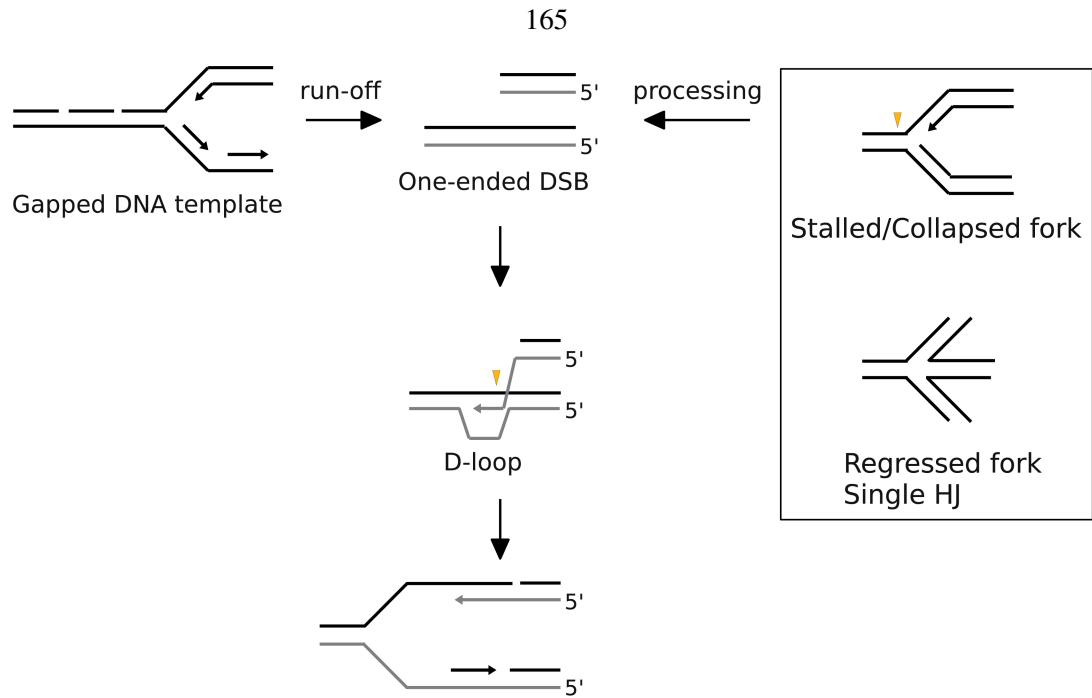 165
run-off
processing
5'
5'
Gapped DNA template
One-ended DSB
Stalled/Collapsed fork
5'
5'
D-loop
Regressed fork
Single HJ
5'
5'